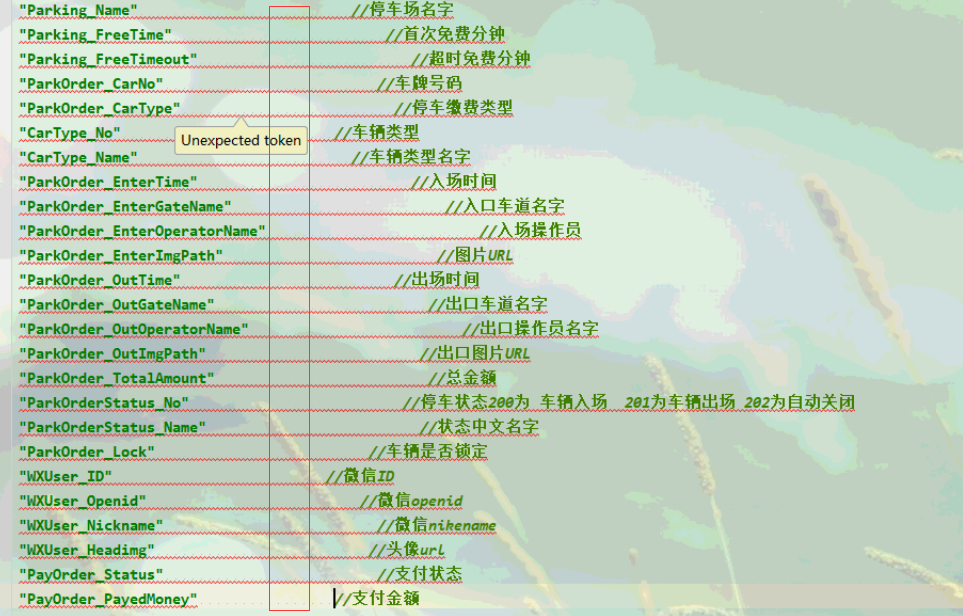 "Parking_Name" //停车场名字
"Parking_FreeTime" //首次免费分钟
"Parking_FreeTimeout" //超时免费分钟
"ParkOrder_CarNo" //车牌号码
"ParkOrder_CarType" //停车缴费类型
"CarType_No" //车辆类型
Unexpected token
"CarType_Name" //车辆类型名字
"ParkOrder_EnterTime" //入场时间
"ParkOrder_EnterGateName" //入口车道名字
"ParkOrder_EnterOperatorName" //入场操作员
"ParkOrder_EnterImgPath" //图片URL
"ParkOrder_OutTime" //出场时间
"ParkOrder_OutGateName" //出口车道名字
"ParkOrder_OutOperatorName" //出口操作员名字
"ParkOrder_OutImgPath" //出口图片URL
"ParkOrder_TotalAmount" //总金额
"ParkOrderStatus_No" //停车状态200为 车辆入场  201为车辆出场 202为自动关闭
"ParkOrderStatus_Name" //状态中文名字
"ParkOrder_Lock" //车辆是否锁定
"WXUser_ID" //微信ID
"WXUser_Openid" //微信openid
"WXUser_Nickname" //微信nikename
"WXUser_Heading" //头像url
"PayOrder_Status" //支付状态
"PayOrder_PayedMoney" //支付金额